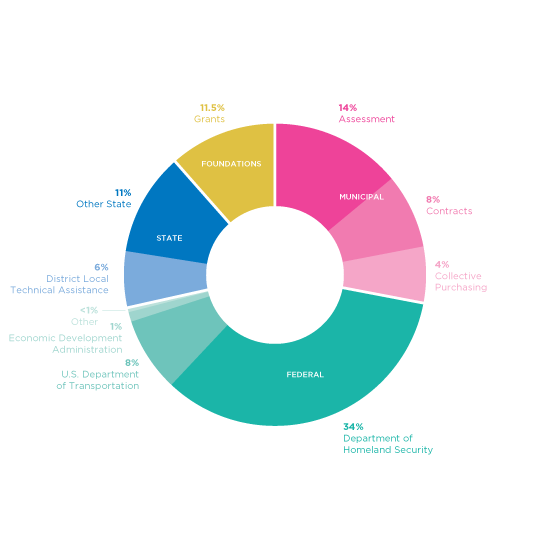 11.5%
Grants
14%
Assessment
FOUNDATIONS
MUNICIPAL
11%
Other State
8%
Contracts
STATE
6%
District Local
Technical Assistance
4%
Collective
Purchasing
<1%
Other
1%
Economic Development
Administration
8%
U.S. Department
of Transportation
FEDERAL
34%
Department of
Homeland Security